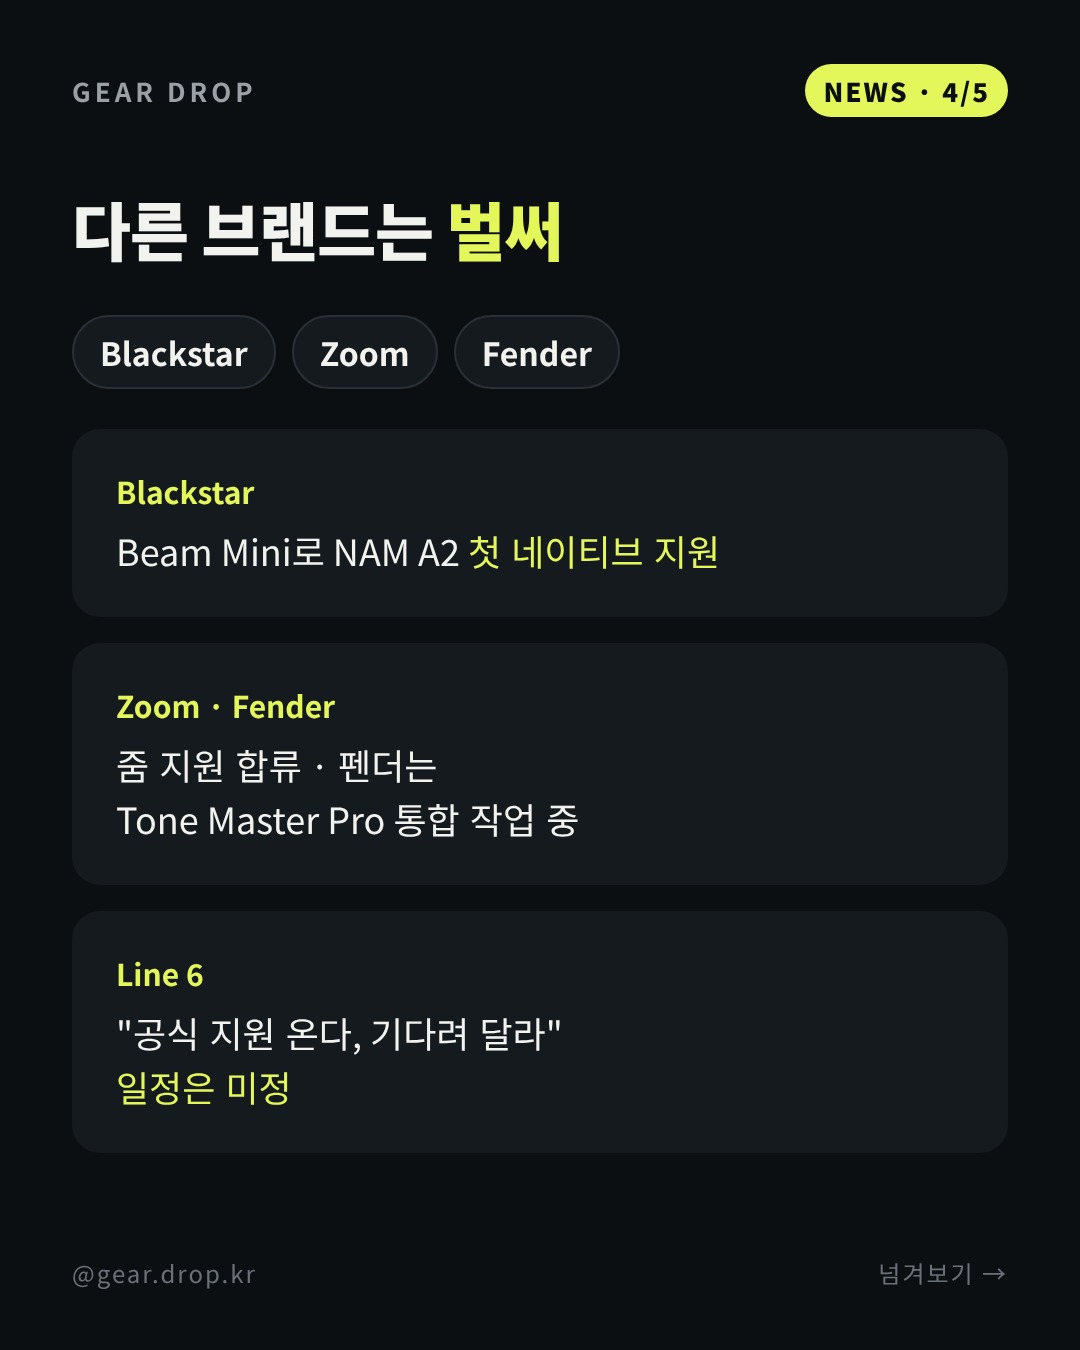 GEAR DROP
NEWS · 4/5
다른 브랜드는 벌써
Blackstar
Zoom
Fender
Blackstar
Beam Mini로 NAM A2 첫 네이티브 지원
Zoom · Fender
줌 지원 합류 · 펜더는
Tone Master Pro 통합 작업 중
Line 6
"공식 지원 온다, 기다려 달라"
일정은 미정
@gear.drop.kr
넘겨보기 →